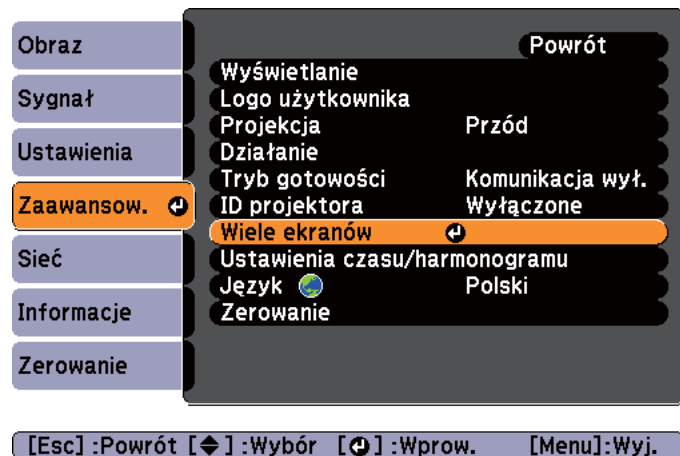 Obraz
Sygnał
Ustawienia
Zaawansow.
Sieć
Informacje
Zerowanie
Powrót
Wyświetlanie
Logo użytkownika
Projekcja Przód
Działanie
Tryb gotowości Komunikacja wył.
ID projektora Wyłączone
Wiele ekranów
Ustawienia czasu/harmonogramu
Język Polski
Zerowanie
[Esc] :Powrót [◆] :Wybór [⏎] :Wprow. [Menu]:Wyj.